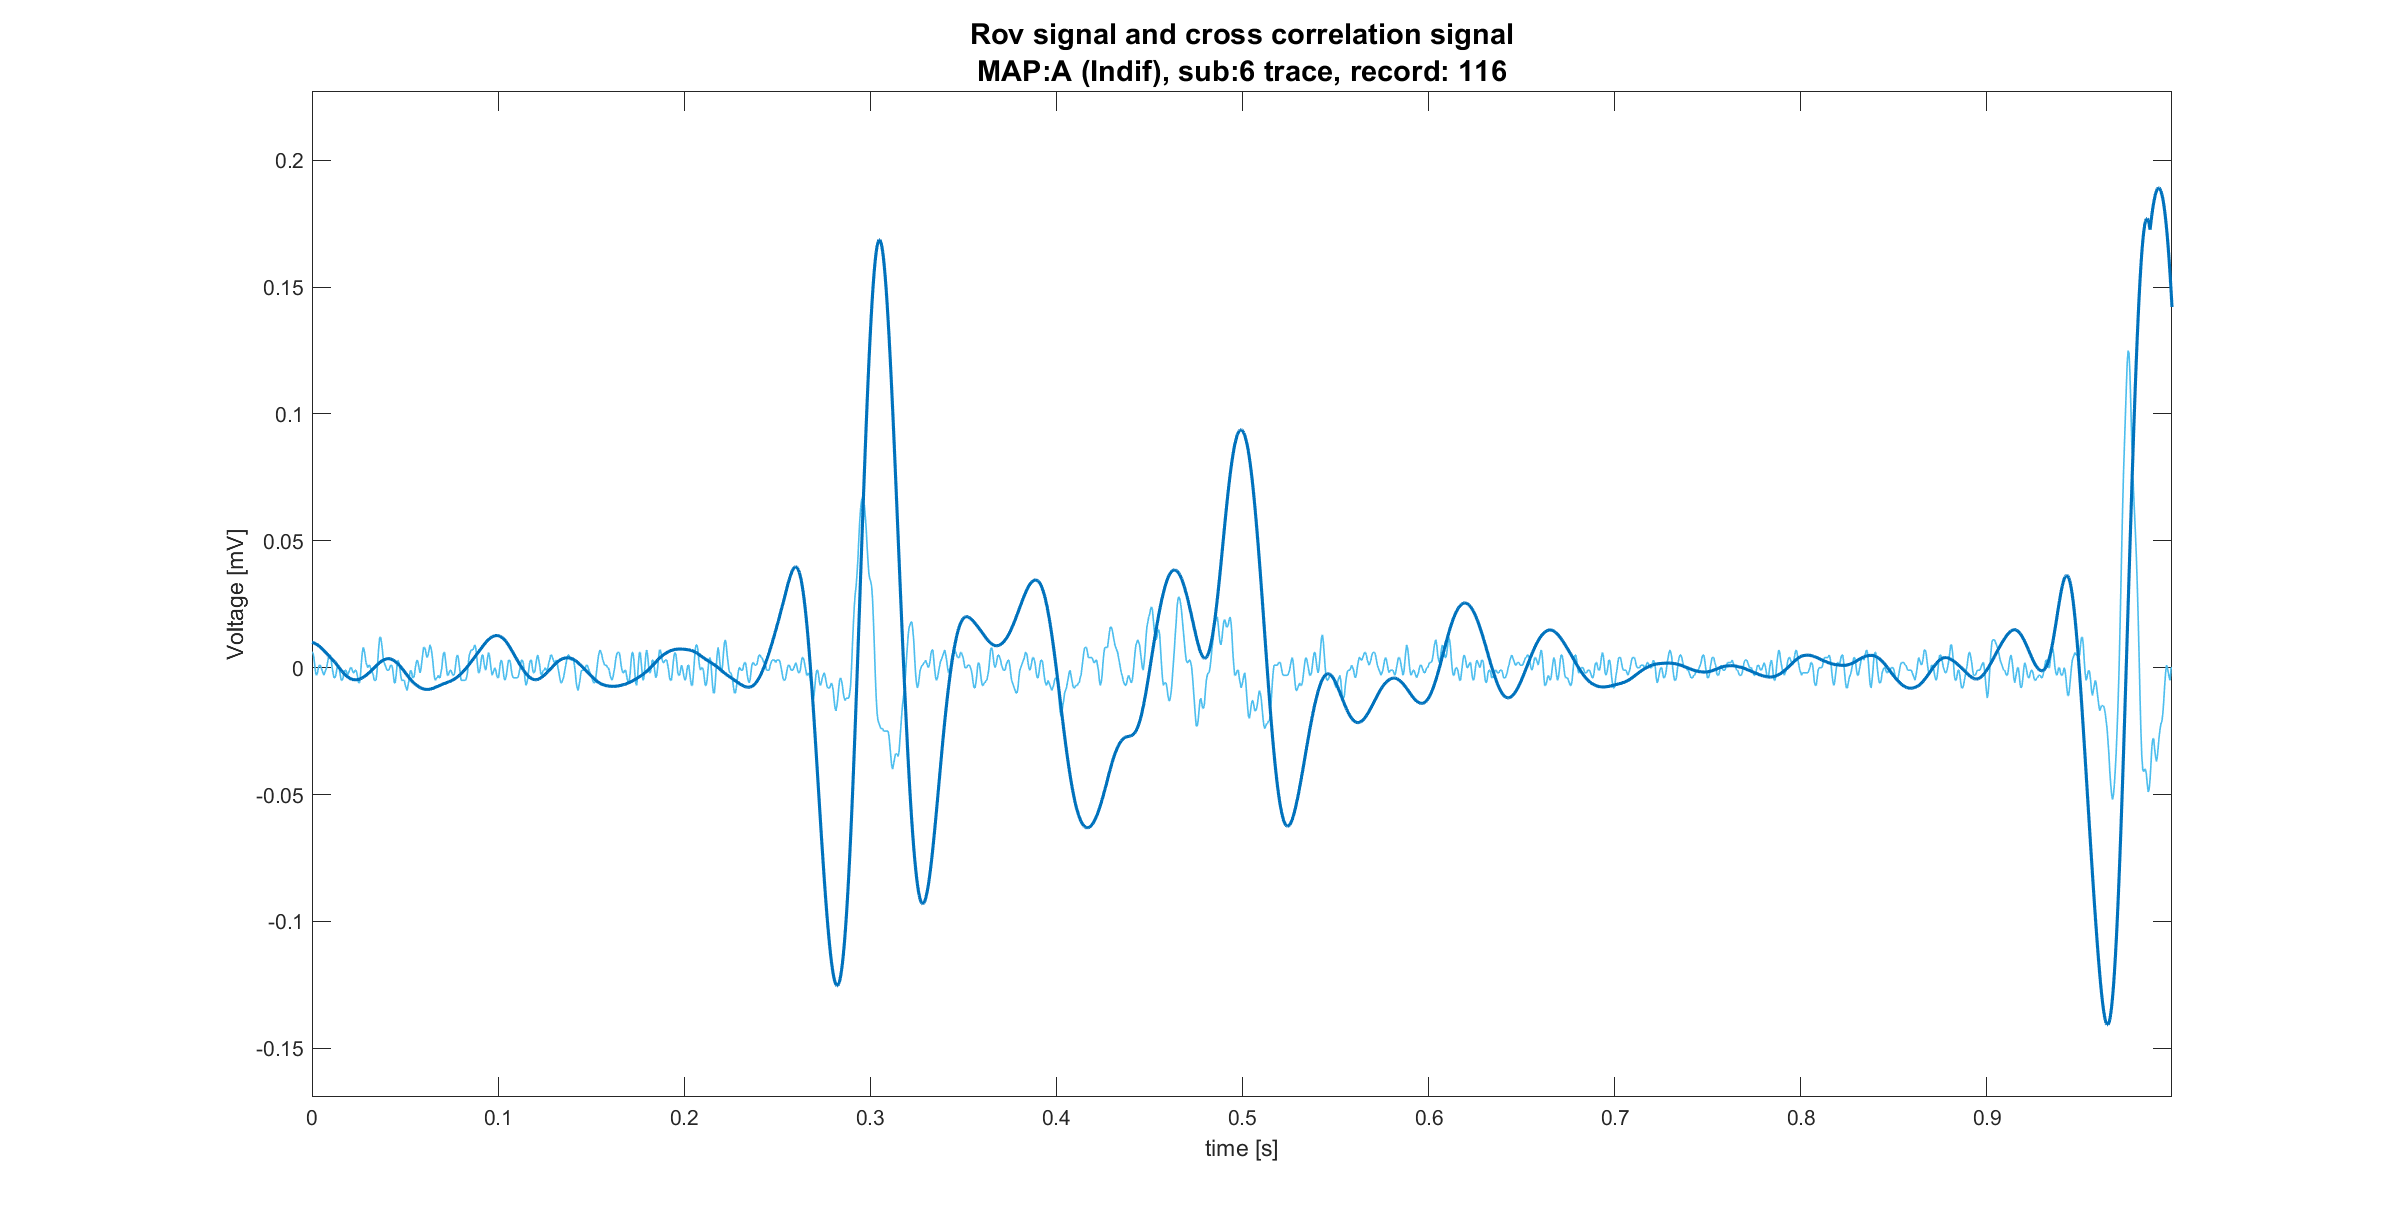 Rov signal and cross correlation signal
MAP:A (Indif), sub:6 trace, record: 116
Voltage [mV]
0.2
0.15
0.1
0.05
0
-0.05
-0.1
-0.15
0 0.1 0.2 0.3 0.4 0.5 0.6 0.7 0.8 0.9
time [s]